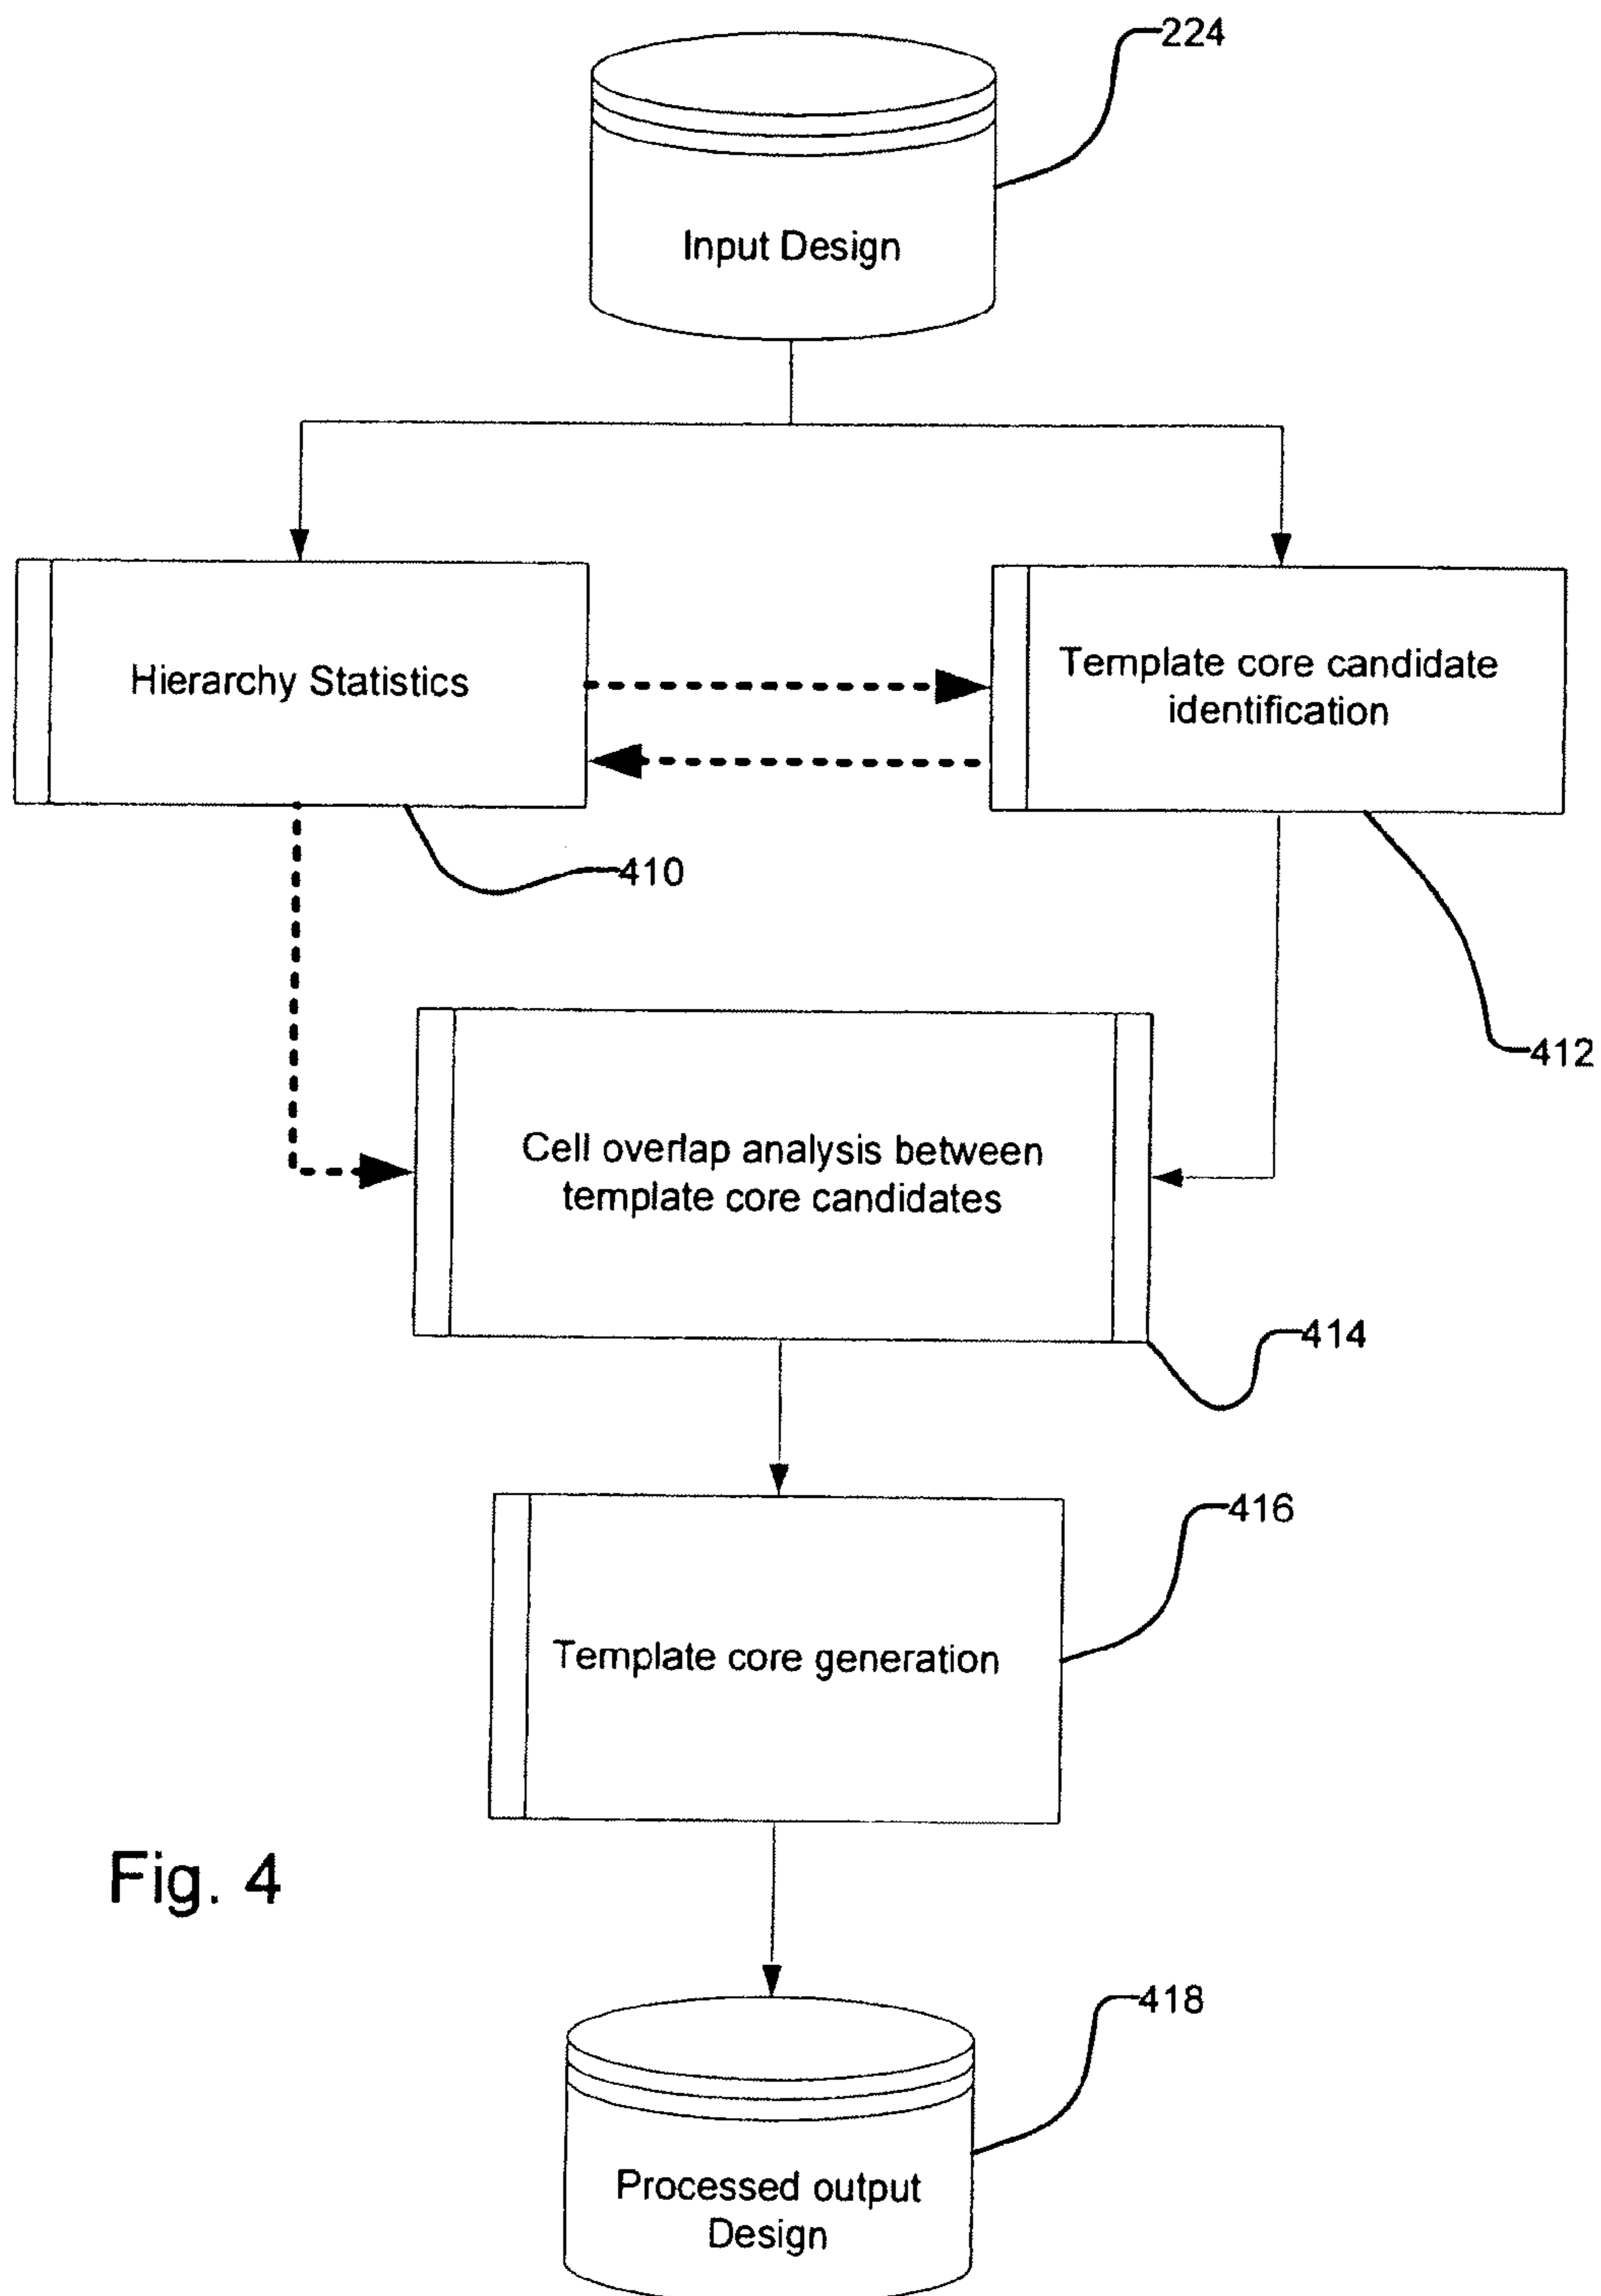 224
Input Design
Hierarchy Statistics
Template core candidate
identification
410
412
Cell overlap analysis between
template core candidates
414
416
Template core generation
Fig. 4
418
Processed output
Design